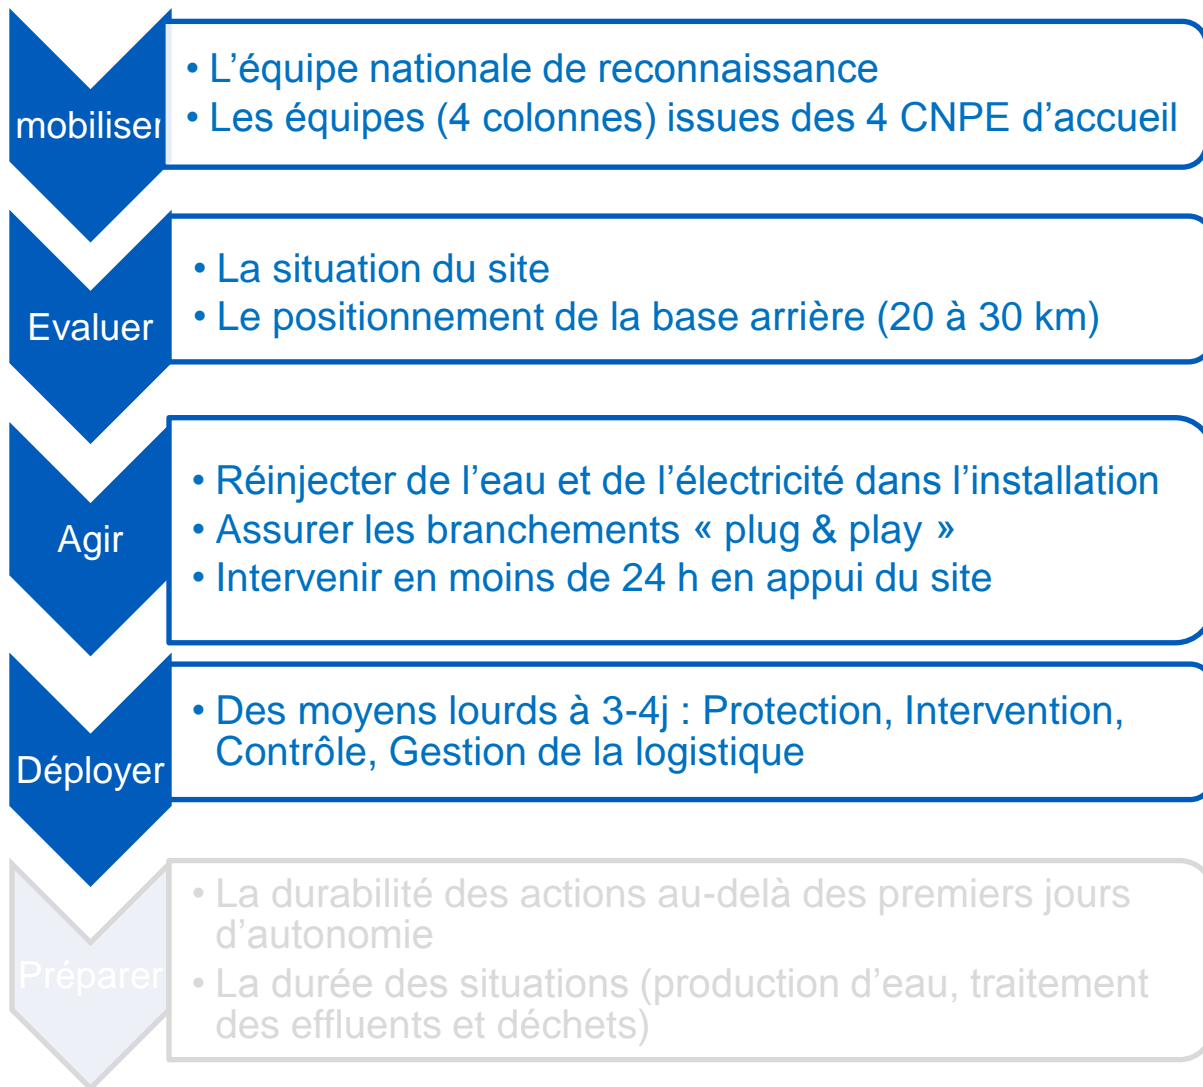 mobiliser
• L’équipe nationale de reconnaissance
• Les équipes (4 colonnes) issues des 4 CNPE d’accueil
Evaluer
• La situation du site
• Le positionnement de la base arrière (20 à 30 km)
Agir
• Réinjecter de l’eau et de l’électricité dans l’installation
• Assurer les branchements « plug & play »
• Intervenir en moins de 24 h en appui du site
Déployer
• Des moyens lourds à 3-4j : Protection, Intervention,
Contrôle, Gestion de la logistique
Préparer
• La durabilité des actions au-delà des premiers jours
d’autonomie
• La durée des situations (production d’eau, traitement
des effluents et déchets)